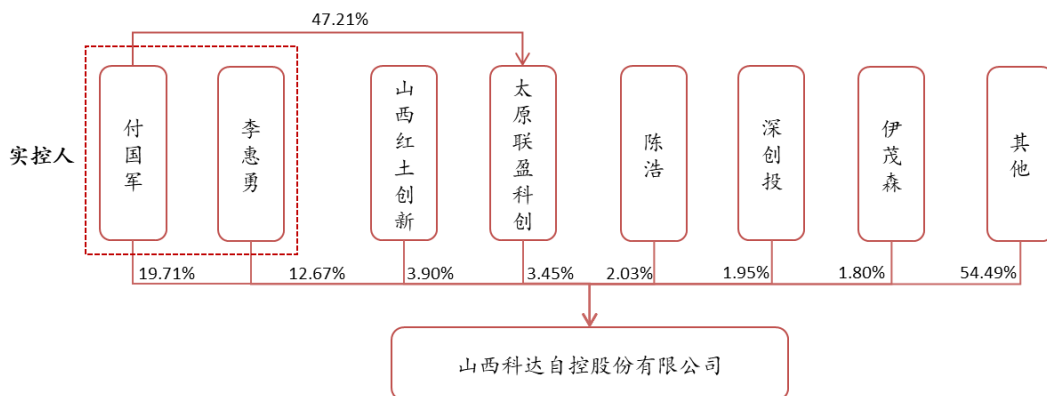 47.21%
实控人
付国军
李惠勇
山西红土创新
太原联盈科创
陈浩
深创投
伊茂森
其他
19.71%
12.67%
3.90%
3.45%
2.03%
1.95%
1.80%
54.49%
山西科达自控股份有限公司